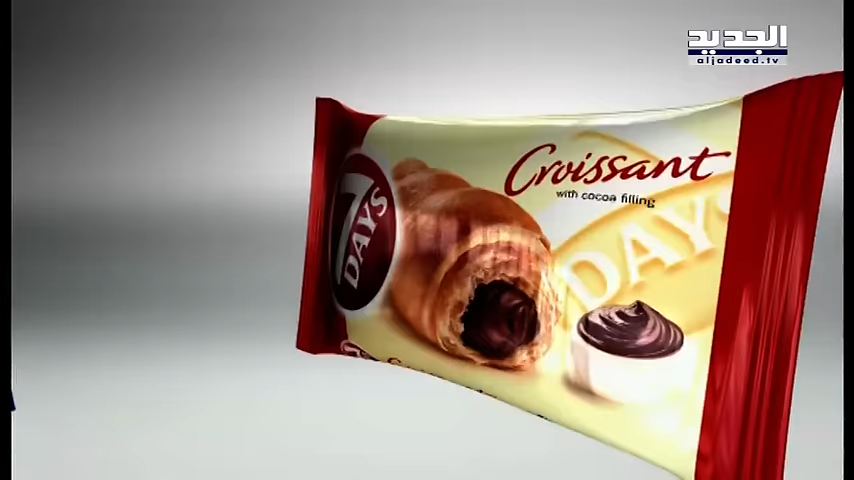 الجديد
aljadeed.tv
Croissant
with cocoa filling
7
DAYS
DAYS